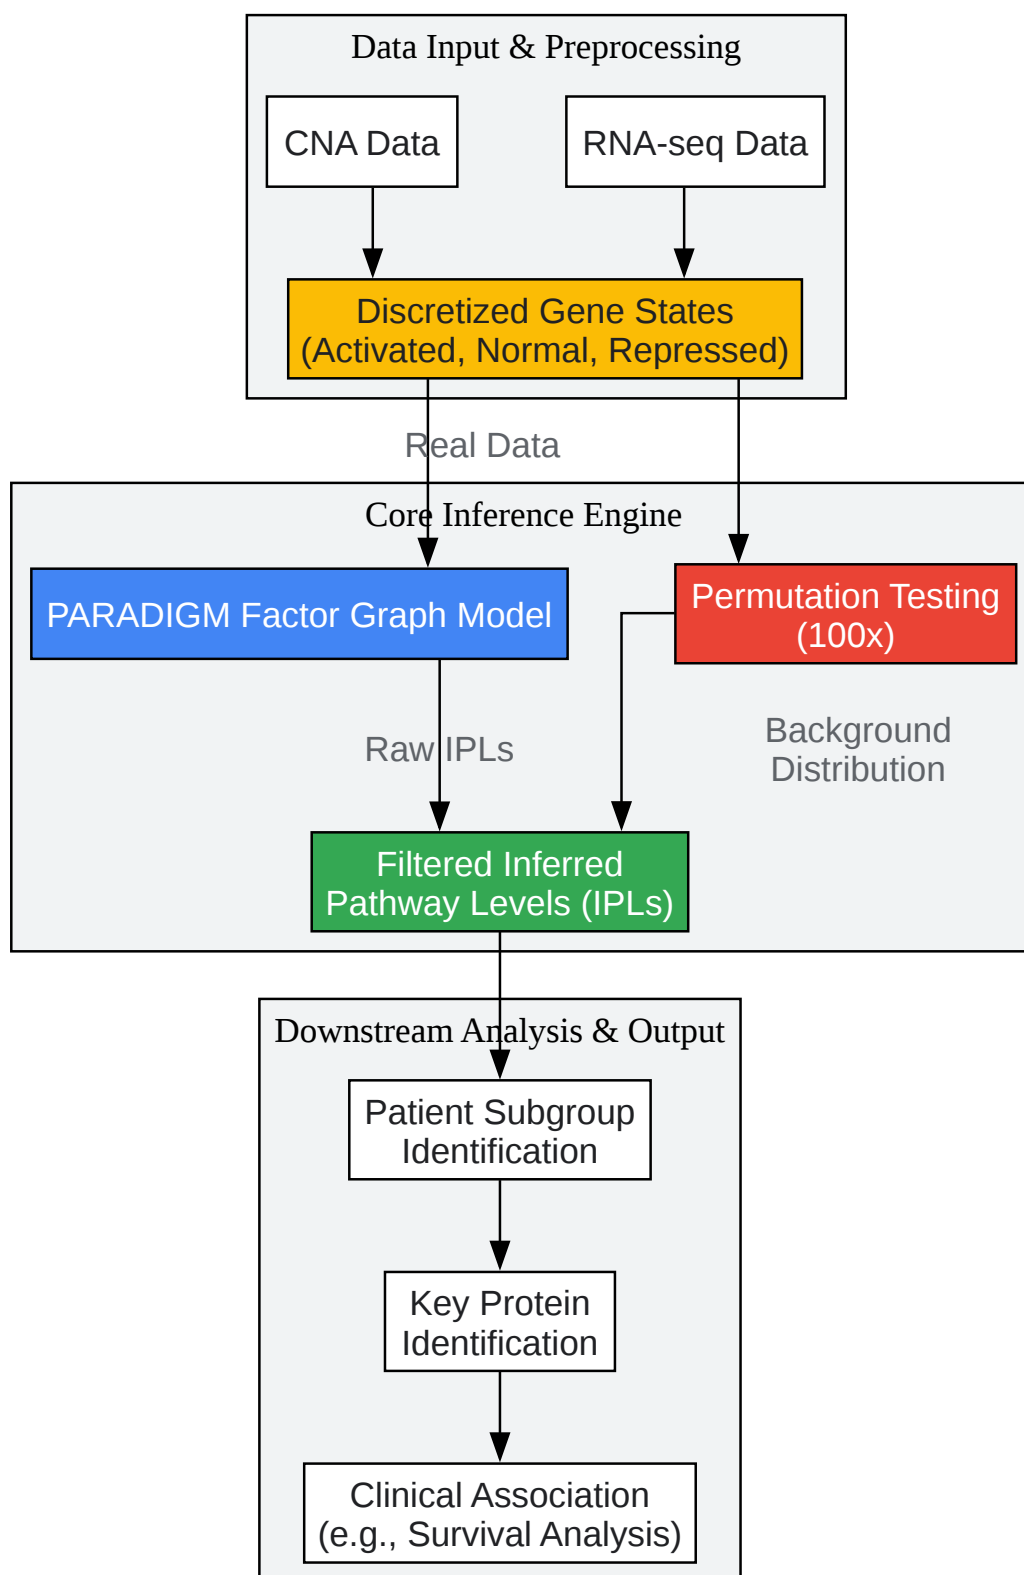 Data Input & Preprocessing
CNA Data
RNA-seq Data
Discretized Gene States
(Activated, Normal, Repressed)
Real Data
Core Inference Engine
PARADIGM Factor Graph Model
Permutation Testing
(100x)
Raw IPLs
Background
Distribution
Filtered Inferred
Pathway Levels (IPLs)
Downstream Analysis & Output
Patient Subgroup
Identification
Key Protein
Identification
Clinical Association
(e.g., Survival Analysis)